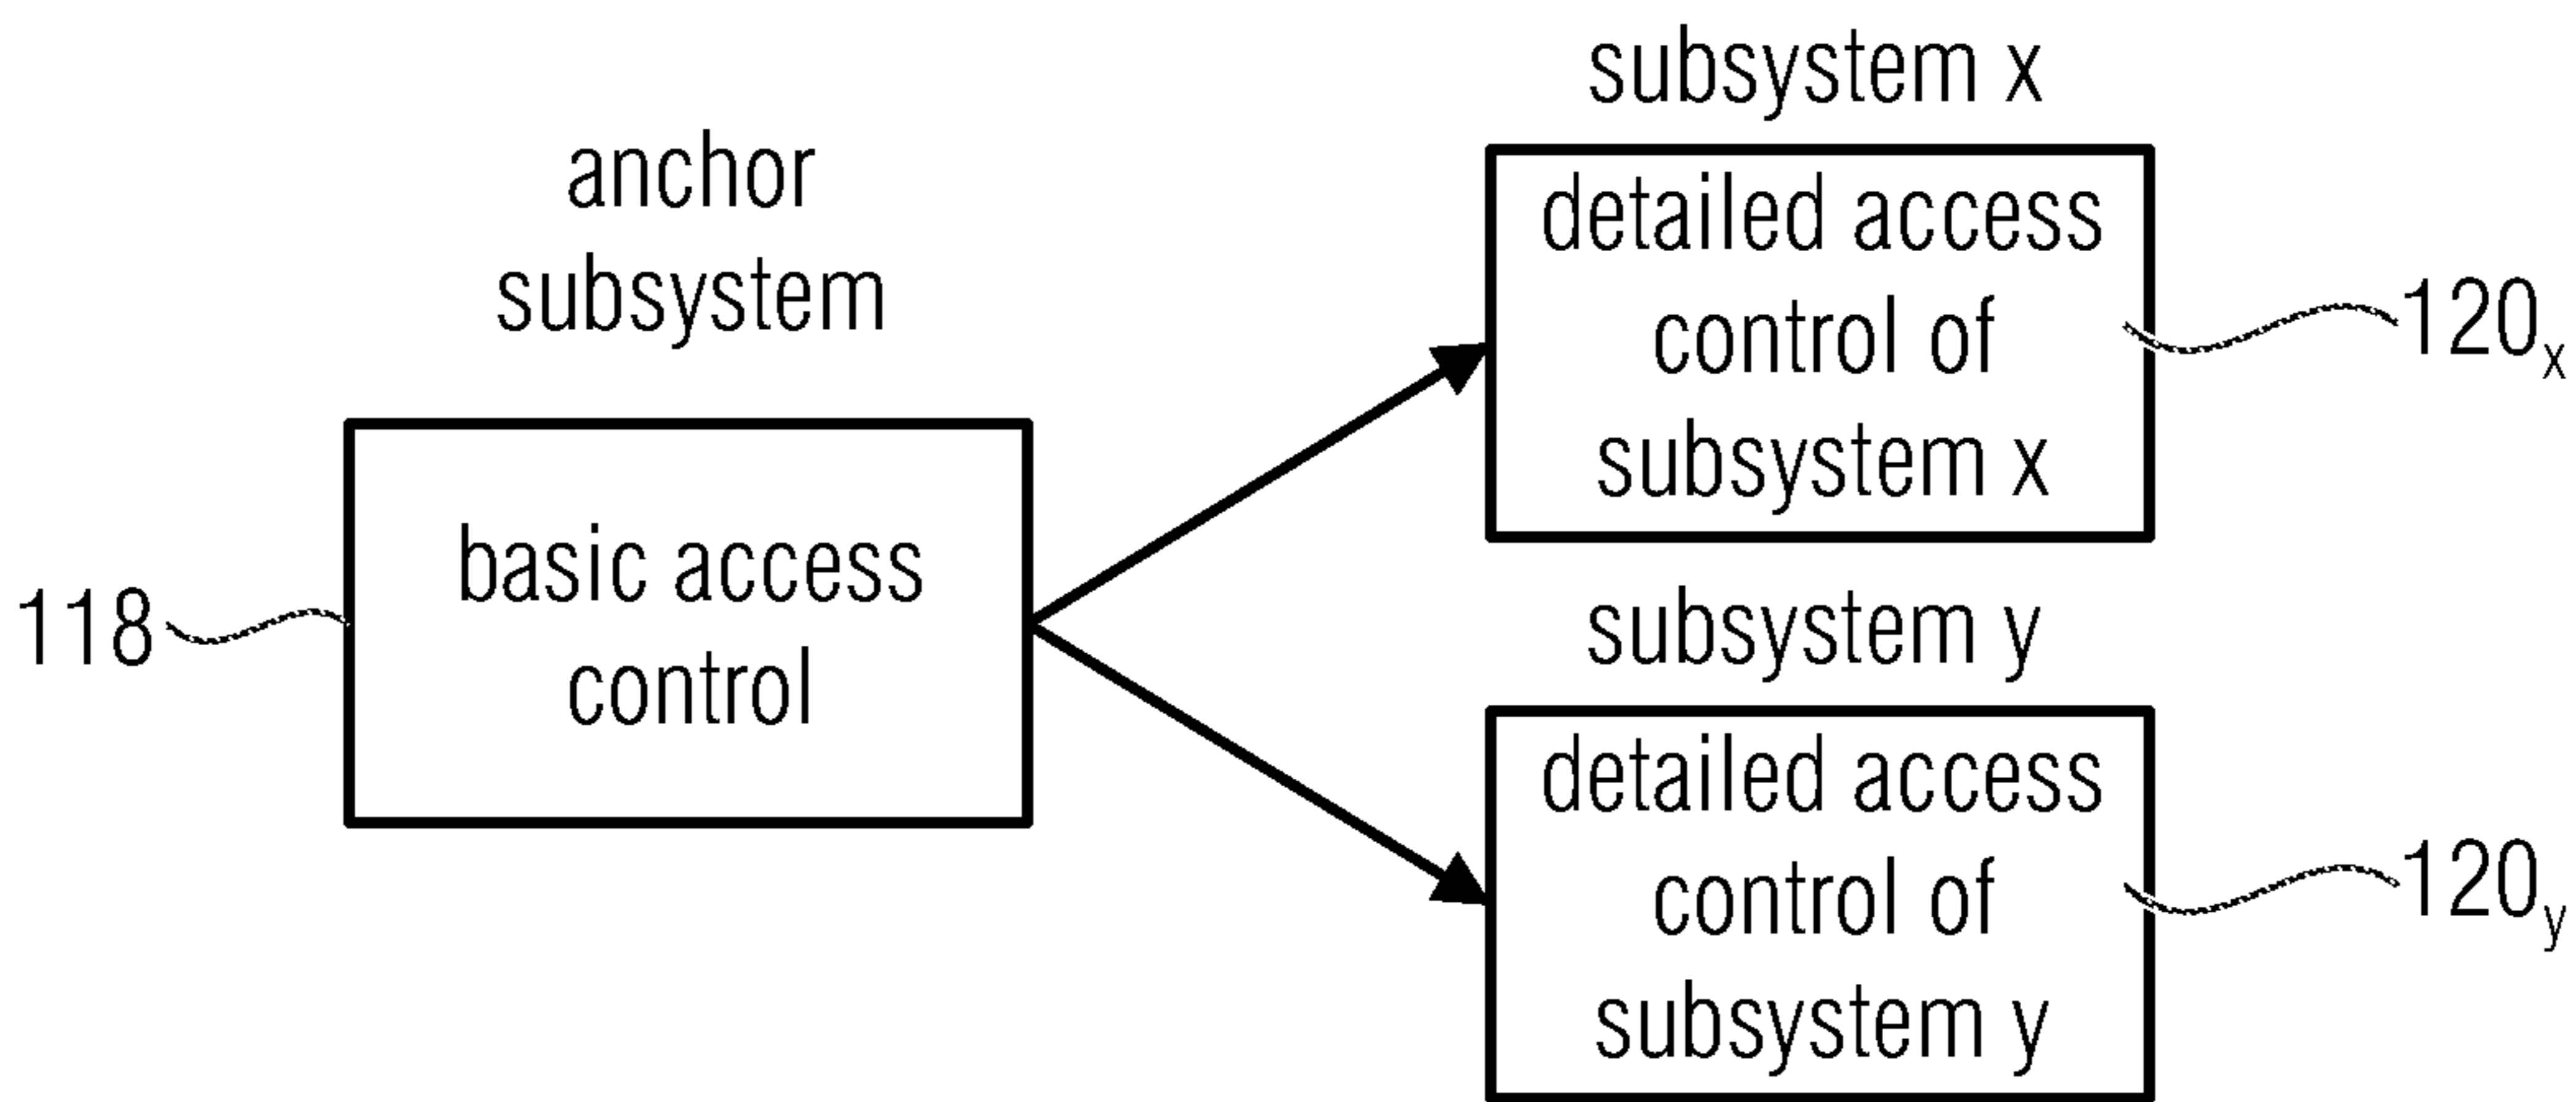 anchor
subsystem
118
basic access
control
subsystem x
detailed access
control of
subsystem x
120x
subsystem y
detailed access
control of
subsystem y
120y